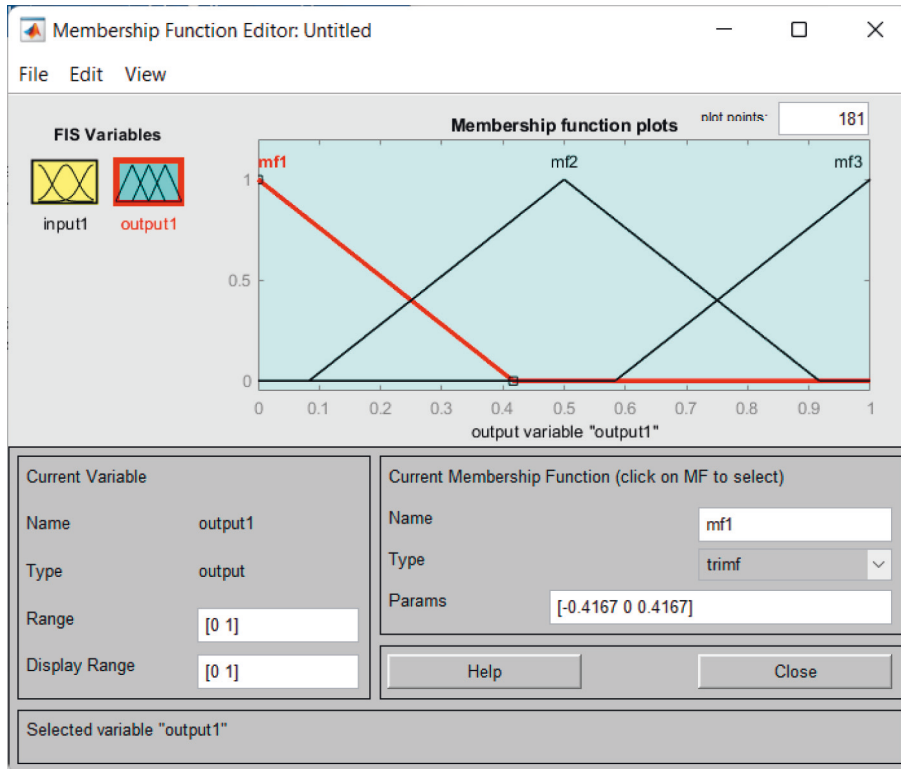 Membership Function Editor: Untitled
File Edit View
FIS Variables
input1 output1
Membership function plots
plot points: 181
mf1 mf2 mf3
1
0.5
0
0 0.1 0.2 0.3 0.4 0.5 0.6 0.7 0.8 0.9 1
output variable "output1"
Current Variable
Name output1
Type output
Range [0 1]
Display Range [0 1]
Current Membership Function (click on MF to select)
Name mf1
Type trimf
Params [-0.4167 0 0.4167]
Help Close
Selected variable "output1"